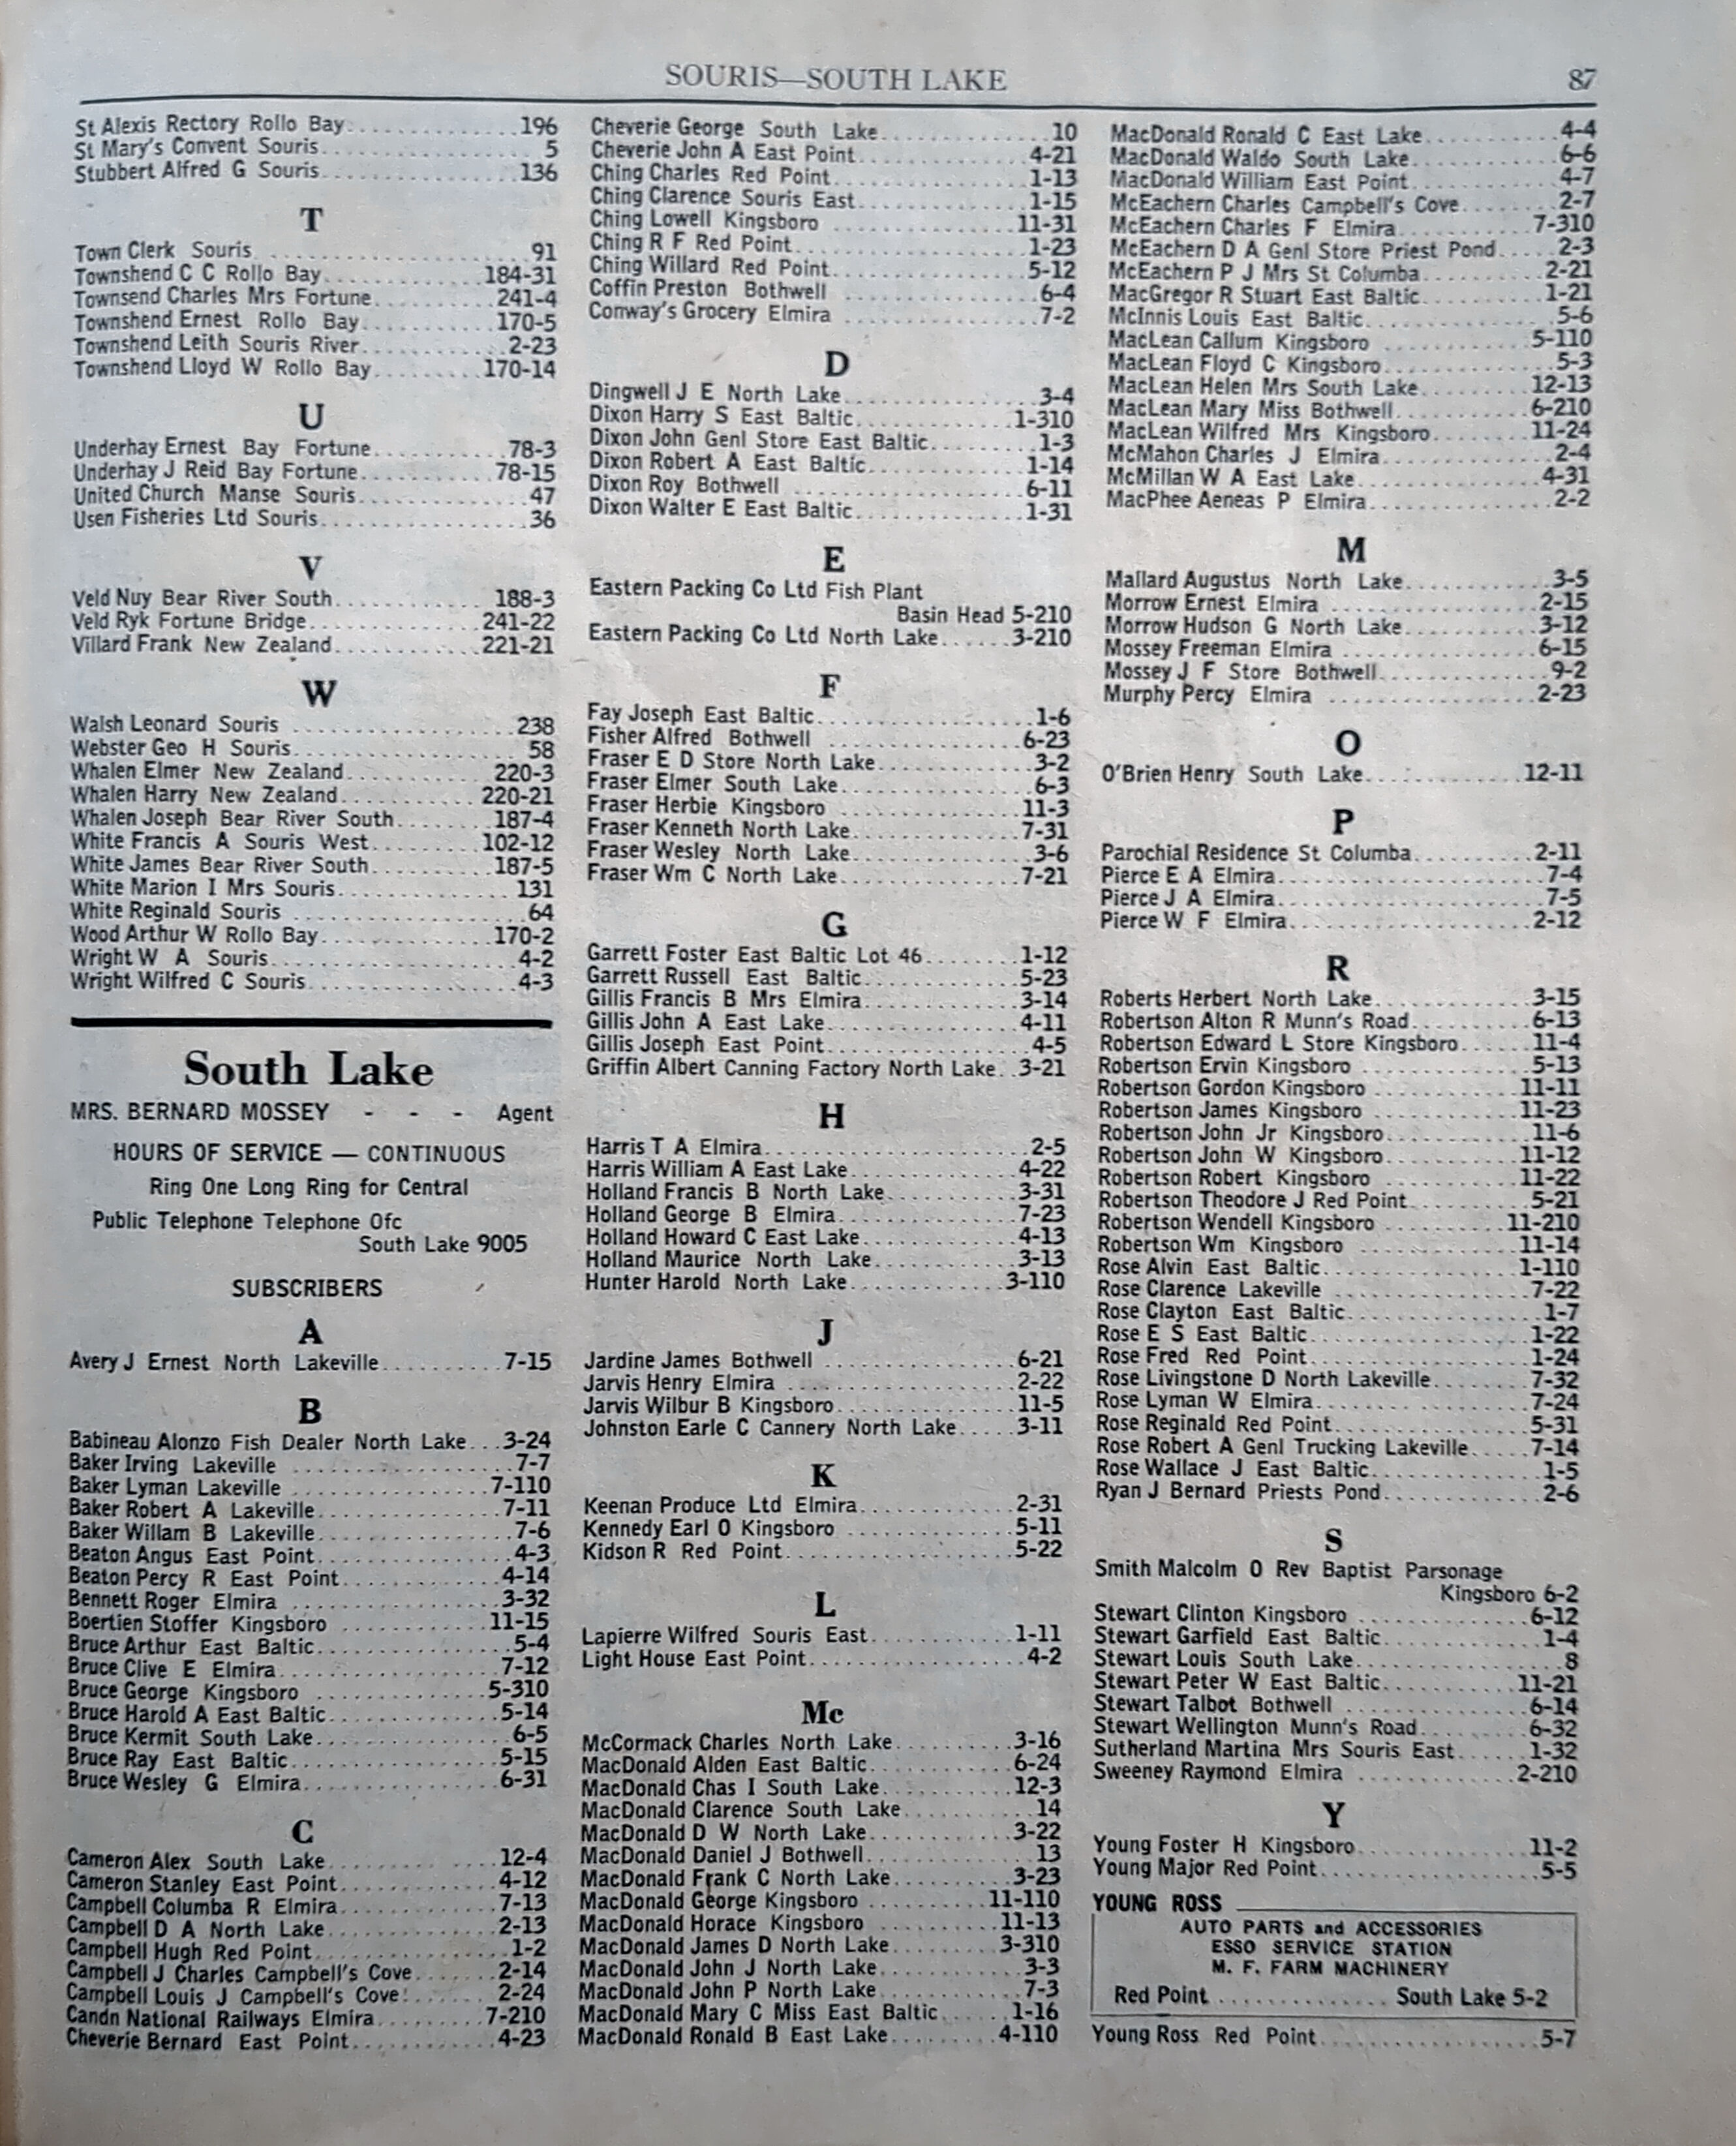 SOURIS—SOUTH LAKE 87
St Alexis Rectory Rollo Bay 196
St Mary's Convent Souris 5
Stubbert Alfred G Souris 136
T
Town Clerk Souris 91
Townshend C C Rollo Bay 184-31
Townsend Charles Mrs Fortune 241-4
Townshend Ernest Rollo Bay 170-5
Townshend Leith Souris River 2-23
Townshend Lloyd W Rollo Bay 170-14
U
Underhay Ernest Bay Fortune 78-3
Underhay J Reid Bay Fortune 78-15
United Church Manse Souris 47
Usen Fisheries Ltd Souris 36
V
Veld Nuy Bear River South 188-3
Veld Ryk Fortune Bridge 241-22
Villard Frank New Zealand 221-21
W
Walsh Leonard Souris 238
Webster Geo H Souris 58
Whalen Elmer New Zealand 220-3
Whalen Harry New Zealand 220-21
Whalen Joseph Bear River South 187-4
White Francis A Souris West 102-12
White James Bear River South 187-5
White Marion I Mrs Souris 131
White Reginald Souris 64
Wood Arthur W Rollo Bay 170-2
Wright W A Souris 4-2
Wright Wilfred C Souris 4-3
South Lake
MRS. BERNARD MOSSEY - - - Agent
HOURS OF SERVICE — CONTINUOUS
Ring One Long Ring for Central
Public Telephone Telephone Ofc
South Lake 9005
SUBSCRIBERS
A
Avery J Ernest North Lakeville 7-15
B
Babineau Alonzo Fish Dealer North Lake 3-24
Baker Irving Lakeville 7-7
Baker Lyman Lakeville 7-110
Baker Robert A Lakeville 7-11
Baker Willam B Lakeville 7-6
Beaton Angus East Point 4-3
Beaton Percy R East Point 4-14
Bennett Roger Elmira 3-32
Boertien Stoffer Kingsboro 11-15
Bruce Arthur East Baltic 5-4
Bruce Clive E Elmira 7-12
Bruce George Kingsboro 5-310
Bruce Harold A East Baltic 5-14
Bruce Kermit South Lake 6-5
Bruce Ray East Baltic 5-15
Bruce Wesley G Elmira 6-31
C
Cameron Alex South Lake 12-4
Cameron Stanley East Point 4-12
Campbell Columba R Elmira 7-13
Campbell D A North Lake 2-13
Campbell Hugh Red Point 1-2
Campbell J Charles Campbell's Cove 2-14
Campbell Louis J Campbell's Cove 2-24
Candn National Railways Elmira 7-210
Cheverie Bernard East Point 4-23
Cheverie George South Lake 10
Cheverie John A East Point 4-21
Ching Charles Red Point 1-13
Ching Clarence Souris East 1-15
Ching Lowell Kingsboro 11-31
Ching R F Red Point 1-23
Ching Willard Red Point 5-12
Coffin Preston Bothwell 6-4
Conway's Grocery Elmira 7-2
D
Dingwell J E North Lake 3-4
Dixon Harry S East Baltic 1-310
Dixon John Genl Store East Baltic 1-3
Dixon Robert A East Baltic 1-14
Dixon Roy Bothwell 6-11
Dixon Walter E East Baltic 1-31
E
Eastern Packing Co Ltd Fish Plant
Basin Head 5-210
Eastern Packing Co Ltd North Lake 3-210
F
Fay Joseph East Baltic 1-6
Fisher Alfred Bothwell 6-23
Fraser E D Store North Lake 3-2
Fraser Elmer South Lake 6-3
Fraser Herbie Kingsboro 11-3
Fraser Kenneth North Lake 7-31
Fraser Wesley North Lake 3-6
Fraser Wm C North Lake 7-21
G
Garrett Foster East Baltic Lot 46 1-12
Garrett Russell East Baltic 5-23
Gillis Francis B Mrs Elmira 3-14
Gillis John A East Lake 4-11
Gillis Joseph East Point 4-5
Griffin Albert Canning Factory North Lake 3-21
H
Harris T A Elmira 2-5
Harris William A East Lake 4-22
Holland Francis B North Lake 3-31
Holland George B Elmira 7-23
Holland Howard C East Lake 4-13
Holland Maurice North Lake 3-13
Hunter Harold North Lake 3-110
J
Jardine James Bothwell 6-21
Jarvis Henry Elmira 2-22
Jarvis Wilbur B Kingsboro 11-5
Johnston Earle C Cannery North Lake 3-11
K
Keenan Produce Ltd Elmira 2-31
Kennedy Earl O Kingsboro 5-11
Kidson R Red Point 5-22
L
Lapierre Wilfred Souris East 1-11
Light House East Point 4-2
Mc
McCormack Charles North Lake 3-16
MacDonald Alden East Baltic 6-24
MacDonald Chas I South Lake 12-3
MacDonald Clarence South Lake 14
MacDonald D W North Lake 3-22
MacDonald Daniel J Bothwell 13
MacDonald Frank C North Lake 3-23
MacDonald George Kingsboro 11-110
MacDonald Horace Kingsboro 11-13
MacDonald James D North Lake 3-310
MacDonald John J North Lake 3-3
MacDonald John P North Lake 7-3
MacDonald Mary C Miss East Baltic 1-16
MacDonald Ronald B East Lake 4-110
MacDonald Ronald C East Lake 4-4
MacDonald Waldo South Lake 6-6
MacDonald William East Point 4-7
McEachern Charles Campbell's Cove 2-7
McEachern Charles F Elmira 7-310
McEachern D A Genl Store Priest Pond 2-3
McEachern P J Mrs St Columba 2-21
MacGregor R Stuart East Baltic 1-21
McInnis Louis East Baltic 5-6
MacLean Callum Kingsboro 5-110
MacLean Floyd C Kingsboro 5-3
MacLean Helen Mrs South Lake 12-13
MacLean Mary Miss Bothwell 6-210
MacLean Wilfred Mrs Kingsboro 11-24
McMahon Charles J Elmira 2-4
McMillan W A East Lake 4-31
MacPhee Aeneas P Elmira 2-2
M
Mallard Augustus North Lake 3-5
Morrow Ernest Elmira 2-15
Morrow Hudson G North Lake 3-12
Mossey Freeman Elmira 6-15
Mossey J F Store Bothwell 9-2
Murphy Percy Elmira 2-23
O
O'Brien Henry South Lake 12-11
P
Parochial Residence St Columba 2-11
Pierce E A Elmira 7-4
Pierce J A Elmira 7-5
Pierce W F Elmira 2-12
R
Roberts Herbert North Lake 3-15
Robertson Alton R Munn's Road 6-13
Robertson Edward L Store Kingsboro 11-4
Robertson Ervin Kingsboro 5-13
Robertson Gordon Kingsboro 11-11
Robertson James Kingsboro 11-23
Robertson John Jr Kingsboro 11-6
Robertson John W Kingsboro 11-12
Robertson Robert Kingsboro 11-22
Robertson Theodore J Red Point 5-21
Robertson Wendell Kingsboro 11-210
Robertson Wm Kingsboro 11-14
Rose Alvin East Baltic 1-110
Rose Clarence Lakeville 7-22
Rose Clayton East Baltic 1-7
Rose E S East Baltic 1-22
Rose Fred Red Point 1-24
Rose Livingstone D North Lakeville 7-32
Rose Lyman W Elmira 7-24
Rose Reginald Red Point 5-31
Rose Robert A Genl Trucking Lakeville 7-14
Rose Wallace J East Baltic 1-5
Ryan J Bernard Priests Pond 2-6
S
Smith Malcolm O Rev Baptist Parsonage
Kingsboro 6-2
Stewart Clinton Kingsboro 6-12
Stewart Garfield East Baltic 1-4
Stewart Louis South Lake 8
Stewart Peter W East Baltic 11-21
Stewart Talbot Bothwell 6-14
Stewart Wellington Munn's Road 6-32
Sutherland Martina Mrs Souris East 1-32
Sweeney Raymond Elmira 2-210
Y
Young Foster H Kingsboro 11-2
Young Major Red Point 5-5
YOUNG ROSS
AUTO PARTS and ACCESSORIES
ESSO SERVICE STATION
M. F. FARM MACHINERY
Red Point South Lake 5-2
Young Ross Red Point 5-7